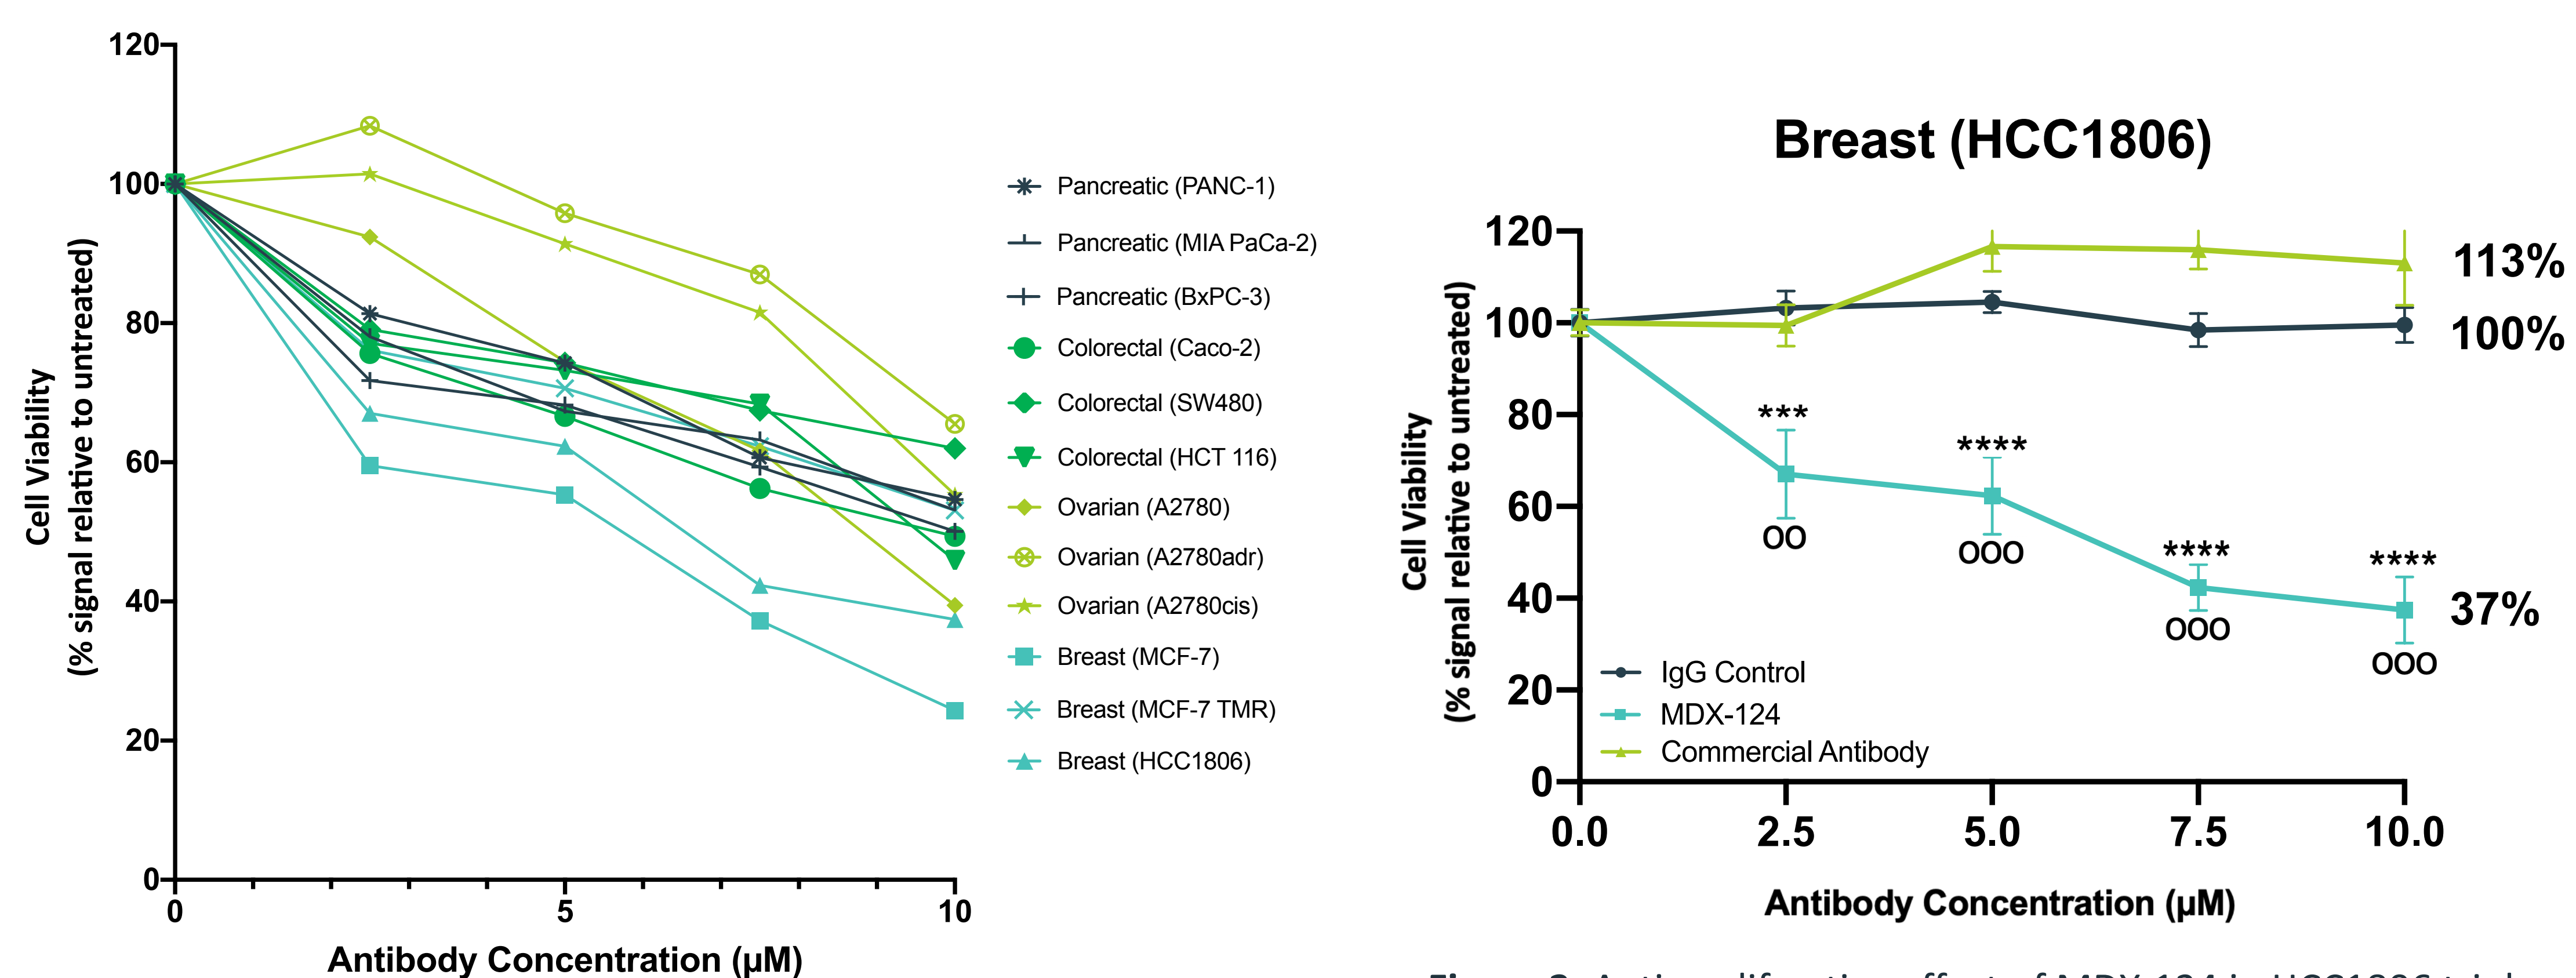 120
100
80
60
40
20
0
0
5
10
Cell Viability
(% signal relative to untreated)
Antibody Concentration (µM)
Pancreatic (PANC-1)
Pancreatic (MIA PaCa-2)
Pancreatic (BxPC-3)
Colorectal (Caco-2)
Colorectal (SW480)
Colorectal (HCT 116)
Ovarian (A2780)
Ovarian (A2780adr)
Ovarian (A2780cis)
Breast (MCF-7)
Breast (MCF-7 TMR)
Breast (HCC1806)
Breast (HCC1806)
120
100
80
60
40
20
0
Cell Viability
(% signal relative to untreated)
113%
100%
37%
***
****
****
****
OO
OOO
OOO
OOO
IgG Control
MDX-124
Commercial Antibody
0.0
2.5
5.0
7.5
10.0
Antibody Concentration (µM)